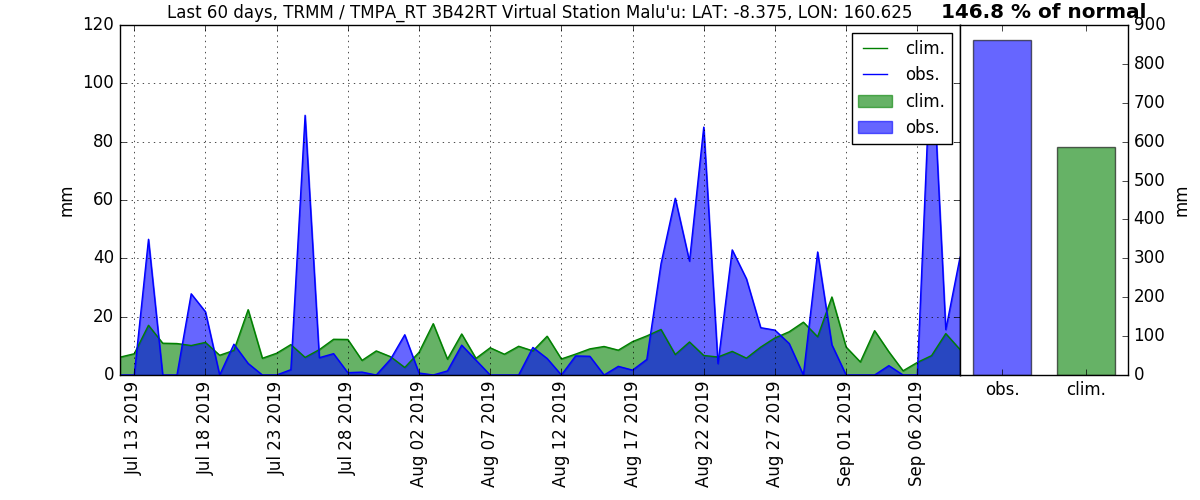 Last 60 days, TRMM / TMPA_RT 3B42RT Virtual Station Malu'u: LAT: -8.375, LON: 160.625
146.8 % of normal
120
100
80
60
40
20
0
mm
clim.
obs.
clim.
obs.
900
800
700
600
500
400
300
200
100
0
mm
Jul 13 2019
Jul 18 2019
Jul 23 2019
Jul 28 2019
Aug 02 2019
Aug 07 2019
Aug 12 2019
Aug 17 2019
Aug 22 2019
Aug 27 2019
Sep 01 2019
Sep 06 2019
obs.
clim.